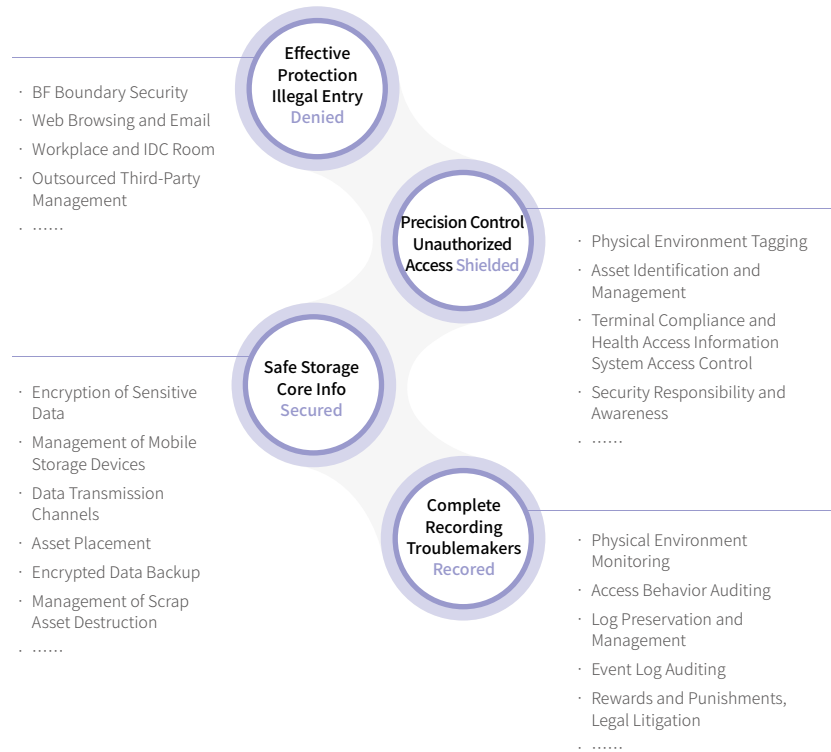 Effective
Protection
Illegal Entry
Denied
· BF Boundary Security
· Web Browsing and Email
· Workplace and IDC Room
· Outsourced Third-Party
Management
· ......
Precision Control
Unauthorized
Access Shielded
· Physical Environment Tagging
· Asset Identification and
Management
· Terminal Compliance and
Health Access Information
System Access Control
· Security Responsibility and
Awareness
· ......
Safe Storage
Core Info
Secured
· Encryption of Sensitive
Data
· Management of Mobile
Storage Devices
· Data Transmission
Channels
· Asset Placement
· Encrypted Data Backup
· Management of Scrap
Asset Destruction
· ......
Complete
Recording
Troublemakers
Recored
· Physical Environment
Monitoring
· Access Behavior Auditing
· Log Preservation and
Management
· Event Log Auditing
· Rewards and Punishments,
Legal Litigation
· ......